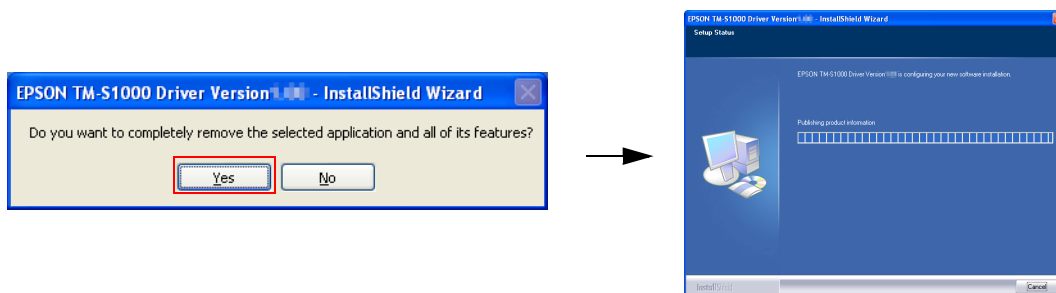 EPSON TM-S1000 Driver Version - InstallShield Wizard
Do you want to completely remove the selected application and all of its features?
Yes
No
EPSON TM-S1000 Driver Version - InstallShield Wizard
Setup Status
EPSON TM-S1000 Driver Version is configuring your new software installation.
Publishing product information
InstallShield
Cancel